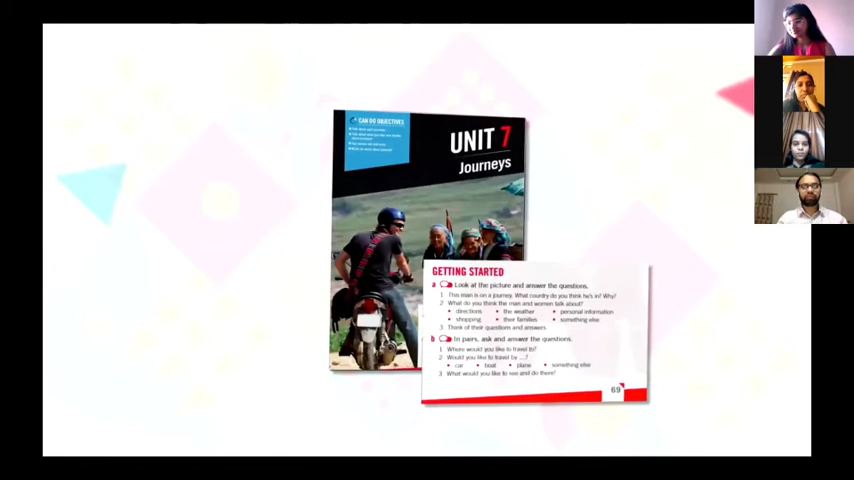 CAN DO OBJECTIVES
UNIT 7
Journeys
GETTING STARTED
a Look at the picture and answer the questions.
1 This man is on a journey. What country do you think he's in? Why?
2 What do you think the man and women talk about?
• directions • the weather • personal information
• shopping • their families • something else
3 Think of their questions and answers
b In pairs, ask and answer the questions.
1 Where would you like to travel to?
2 Would you like to travel by ...?
• car • boat • plane • something else
3 What would you like to see and do there?
69